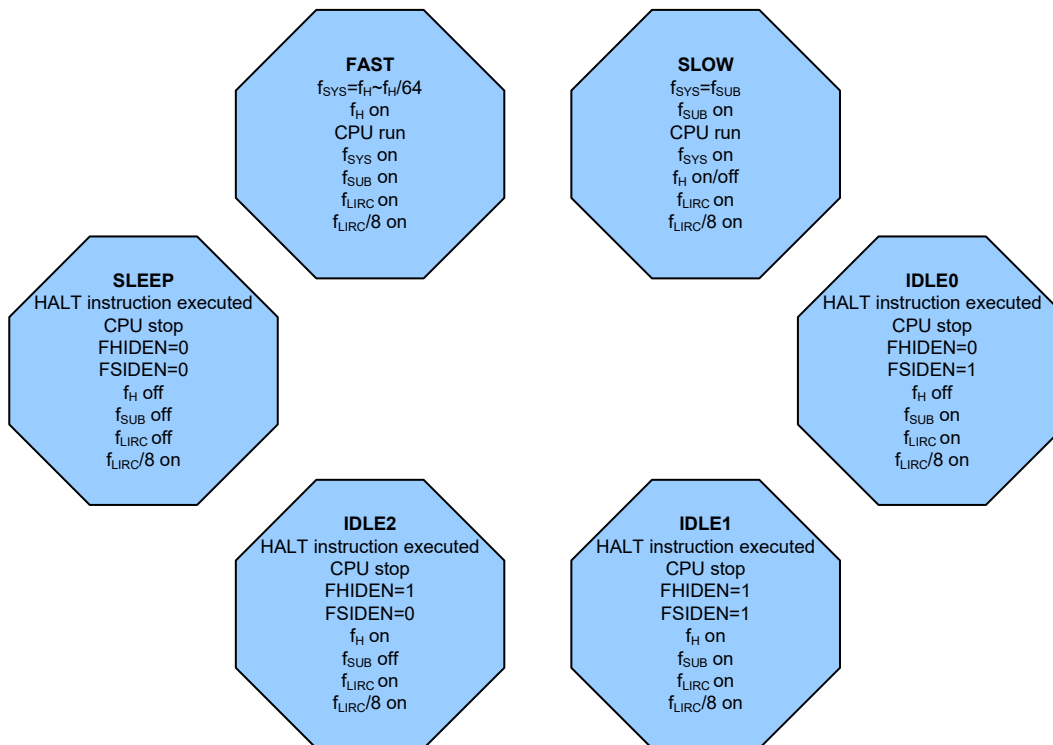 FAST
fSYS=fH~fH/64
fH on
CPU run
fSYS on
fSUB on
fLIRC on
fLIRC/8 on
SLOW
fSYS=fSUB
fSUB on
CPU run
fSYS on
fH on/off
fLIRC on
fLIRC/8 on
SLEEP
HALT instruction executed
CPU stop
FHIDEN=0
FSIDEN=0
fH off
fSUB off
fLIRC off
fLIRC/8 on
IDLE0
HALT instruction executed
CPU stop
FHIDEN=0
FSIDEN=1
fH off
fSUB on
fLIRC on
fLIRC/8 on
IDLE2
HALT instruction executed
CPU stop
FHIDEN=1
FSIDEN=0
fH on
fSUB off
fLIRC on
fLIRC/8 on
IDLE1
HALT instruction executed
CPU stop
FHIDEN=1
FSIDEN=1
fH on
fSUB on
fLIRC on
fLIRC/8 on